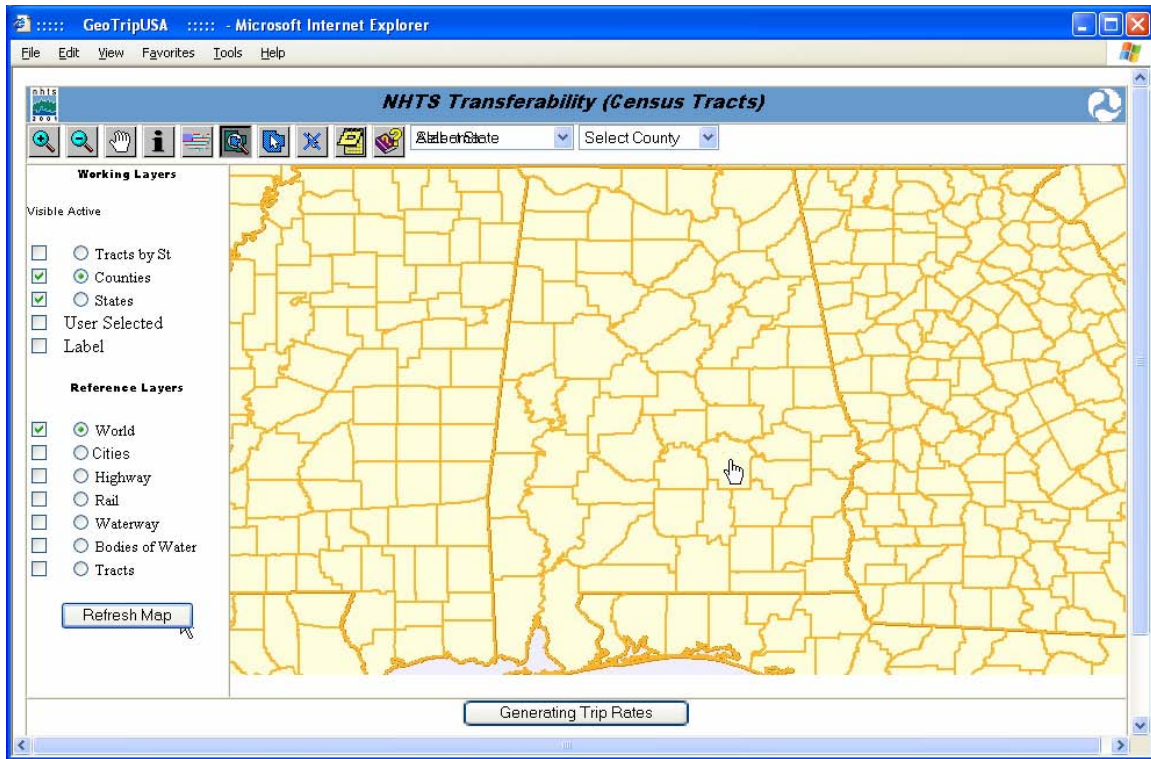 ::::: GeoTripUSA ::::: - Microsoft Internet Explorer
File Edit View Favorites Tools Help
nhts
2001
NHTS Transferability (Census Tracts)
Select County
Working Layers
Visible Active
Tracts by St
Counties
States
User Selected
Label
Reference Layers
World
Cities
Highway
Rail
Waterway
Bodies of Water
Tracts
Refresh Map
Generating Trip Rates